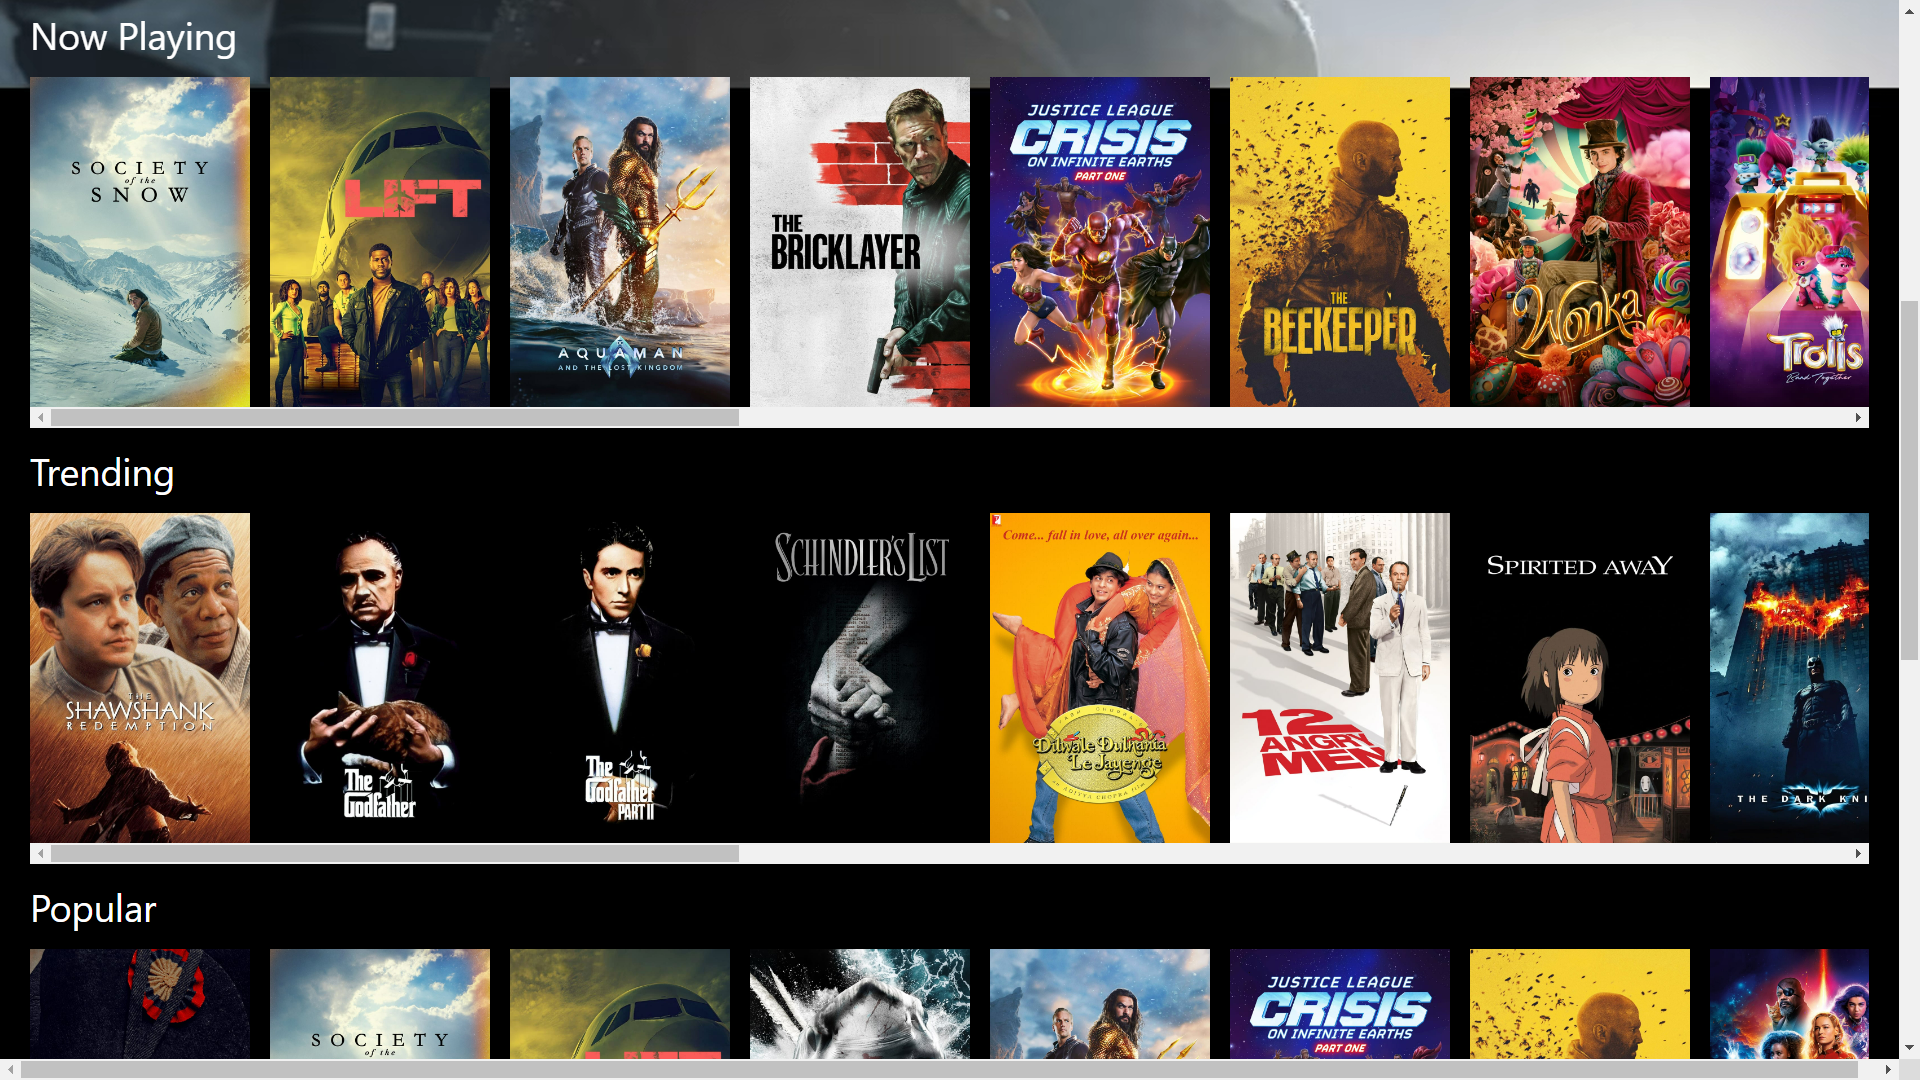 Now Playing
SOCIETY
of the
SNOW
LIFT
AQUAMAN
AND THE LOST KINGDOM
THE
BRICKLAYER
JUSTICE LEAGUE
CRISIS
ON INFINITE EARTHS
PART ONE
THE
BEEKEEPER
Wonka
Trolls
Band Together
Trending
THE
SHAWSHANK
REDEMPTION
The
Godfather
The
Godfather
PART II
SCHINDLER'S LIST
Come... fall in love, all over again...
Dilwale Dulhania
Le Jayenge
12
ANGRY
MEN
SPIRITED AWAY
THE DARK KNI
Popular
SOCIETY
of the
JUSTICE LEAGUE
CRISIS
ON INFINITE EARTHS
PART ONE